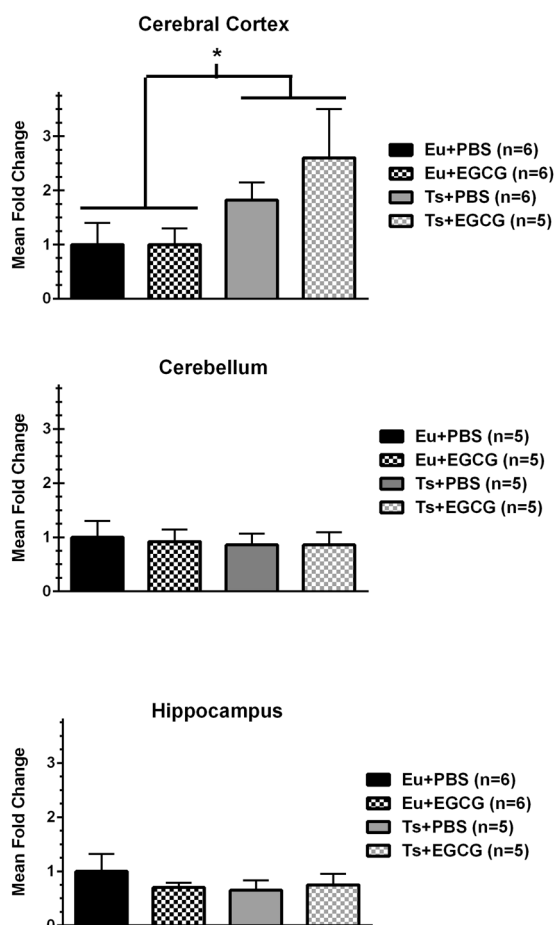 Cerebral Cortex
*
Mean Fold Change
3
2
1
0
Eu+PBS (n=6)
Eu+EGCG (n=6)
Ts+PBS (n=6)
Ts+EGCG (n=5)
Cerebellum
Mean Fold Change
3
2
1
0
Eu+PBS (n=5)
Eu+EGCG (n=5)
Ts+PBS (n=5)
Ts+EGCG (n=5)
Hippocampus
Mean Fold Change
3
2
1
0
Eu+PBS (n=6)
Eu+EGCG (n=6)
Ts+PBS (n=5)
Ts+EGCG (n=5)